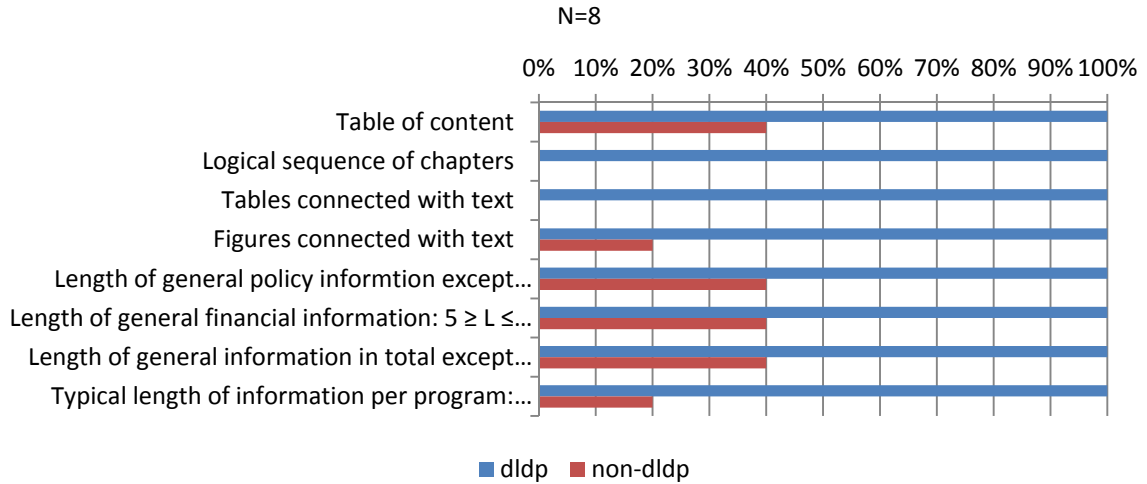 N=8
0% 10% 20% 30% 40% 50% 60% 70% 80% 90% 100%
Table of content
Logical sequence of chapters
Tables connected with text
Figures connected with text
Length of general policy informtion except...
Length of general financial information: 5 ≥ L ≤...
Length of general information in total except...
Typical length of information per program:...
dldp non-dldp